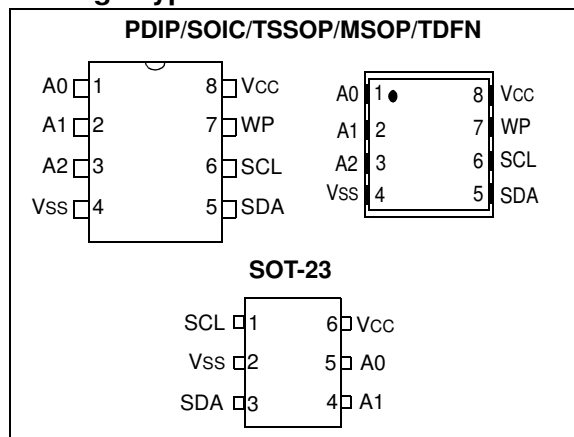 PDIP/SOIC/TSSOP/MSOP/TDFN
A0 1 8 VCC
A1 2 7 WP
A2 3 6 SCL
VSS 4 5 SDA
A0 1 8 VCC
A1 2 7 WP
A2 3 6 SCL
VSS 4 5 SDA
SOT-23
SCL 1 6 VCC
VSS 2 5 A0
SDA 3 4 A1